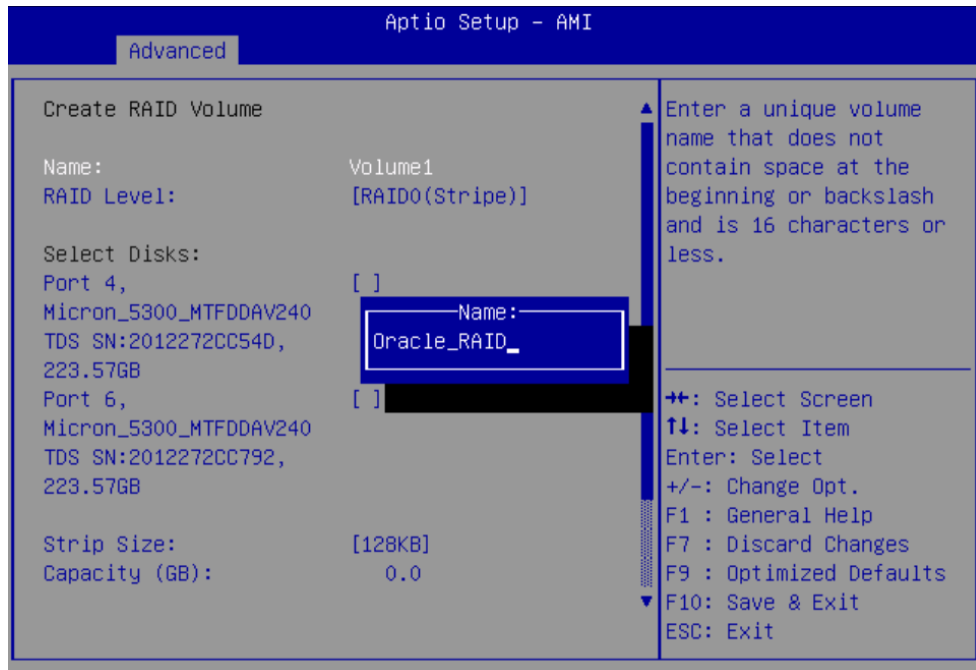 Aptio Setup – AMI
Advanced
Create RAID Volume
Name: Volume1
RAID Level: [RAID0(Stripe)]
Select Disks:
Port 4, [ ]
Micron_5300_MTFDDAV240
TDS SN:2012272CC54D,
223.57GB
Port 6, [ ]
Micron_5300_MTFDDAV240
TDS SN:2012272CC792,
223.57GB
Strip Size: [128KB]
Capacity (GB): 0.0
Name:
Oracle_RAID_
Enter a unique volume
name that does not
contain space at the
beginning or backslash
and is 16 characters or
less.
→←: Select Screen
↑↓: Select Item
Enter: Select
+/-: Change Opt.
F1 : General Help
F7 : Discard Changes
F9 : Optimized Defaults
F10: Save & Exit
ESC: Exit